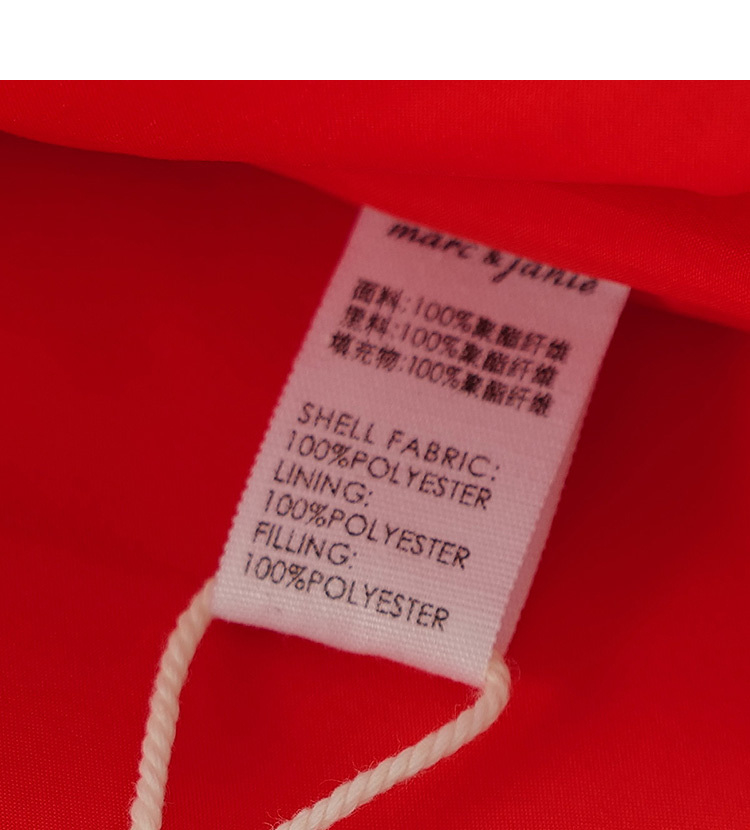 marc & janie
面料:100%聚酯纤维
里料:100%聚酯纤维
填充物:100%聚酯纤维
SHELL FABRIC:
100%POLYESTER
LINING:
100%POLYESTER
FILLING:
100%POLYESTER